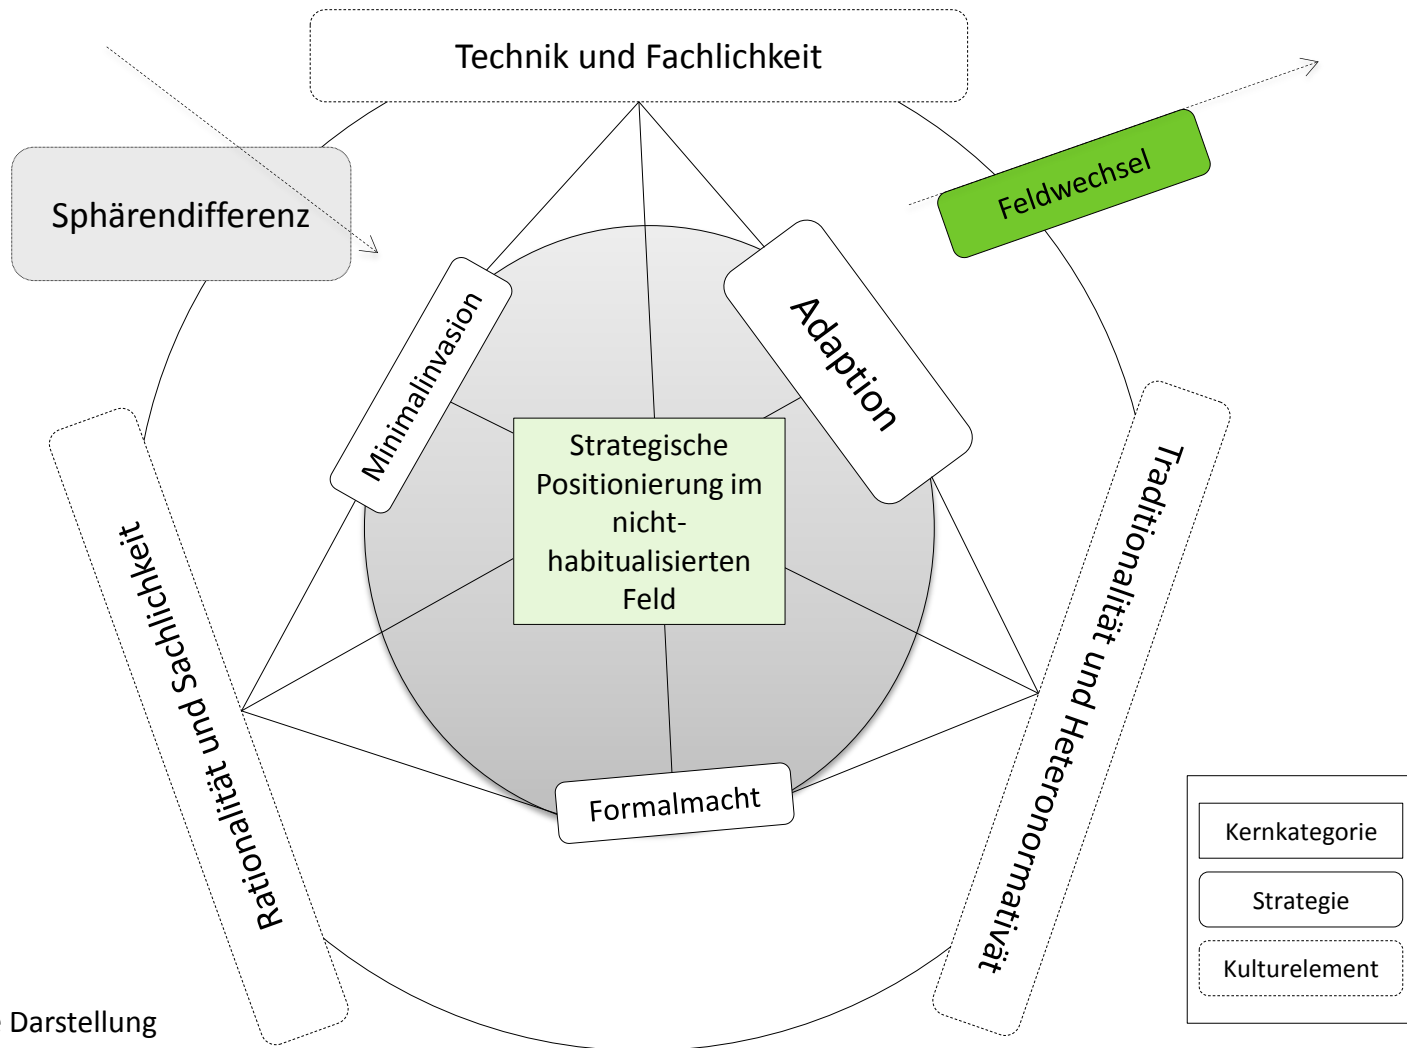 Technik und Fachlichkeit
Sphärendifferenz
Feldwechsel
Minimalinvasion
Adaption
Strategische
Positionierung im
nicht-
habitualisierten
Feld
Rationalität und Sachlichkeit
Traditionalität und Heteronormativät
Formalmacht
Kernkategorie
Strategie
Kulturelement
Darstellung